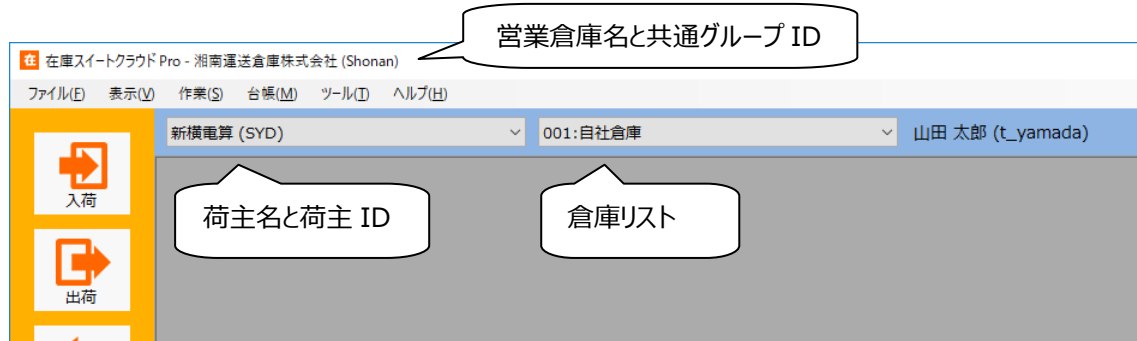 営業倉庫名と共通グループ ID
在 在庫スイートクラウド Pro - 湘南運送倉庫株式会社 (Shonan)
ファイル(F) 表示(V) 作業(S) 台帳(M) ツール(T) ヘルプ(H)
新横電算 (SYD) 001:自社倉庫 山田 太郎 (t_yamada)
入荷
荷主名と荷主 ID 倉庫リスト
出荷